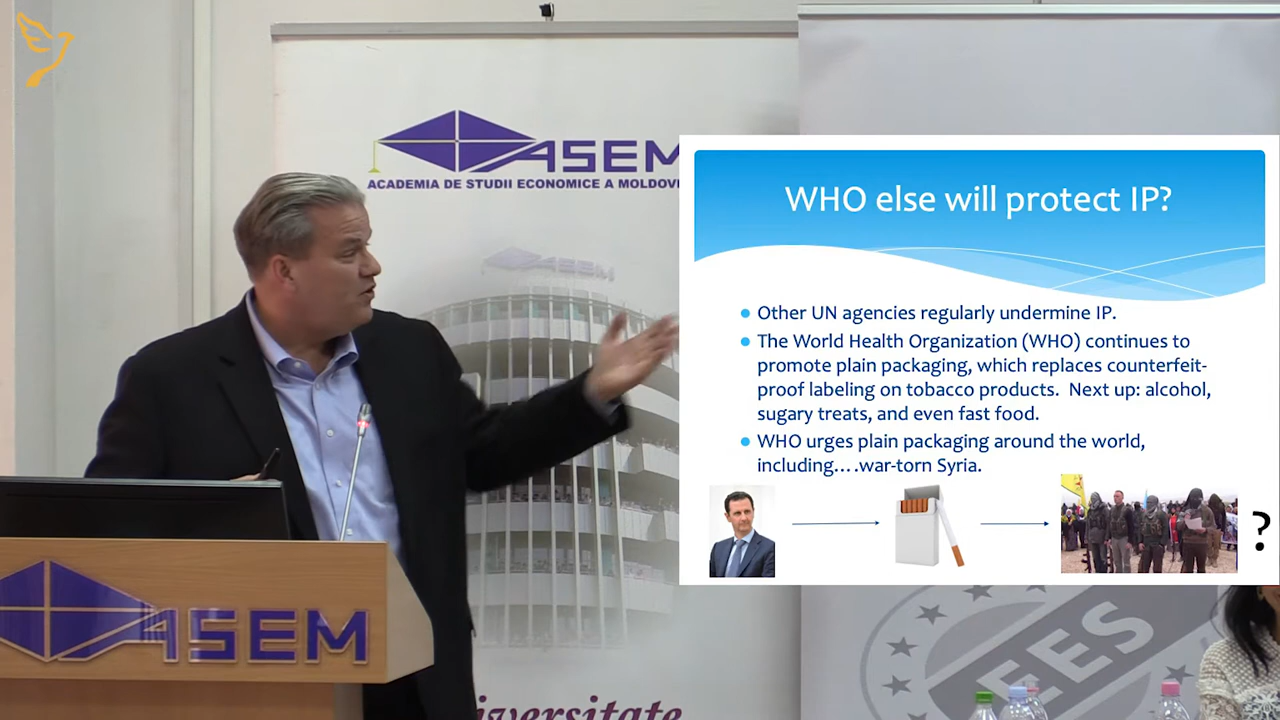 ASEM
ACADEMIA DE STUDII ECONOMICE A MOLDOVE
ASEM
WHO else will protect IP?
Other UN agencies regularly undermine IP.
The World Health Organization (WHO) continues to
promote plain packaging, which replaces counterfeit-
proof labeling on tobacco products. Next up: alcohol,
sugary treats, and even fast food.
WHO urges plain packaging around the world,
including....war-torn Syria.
?
ASEM
EES
iversitate